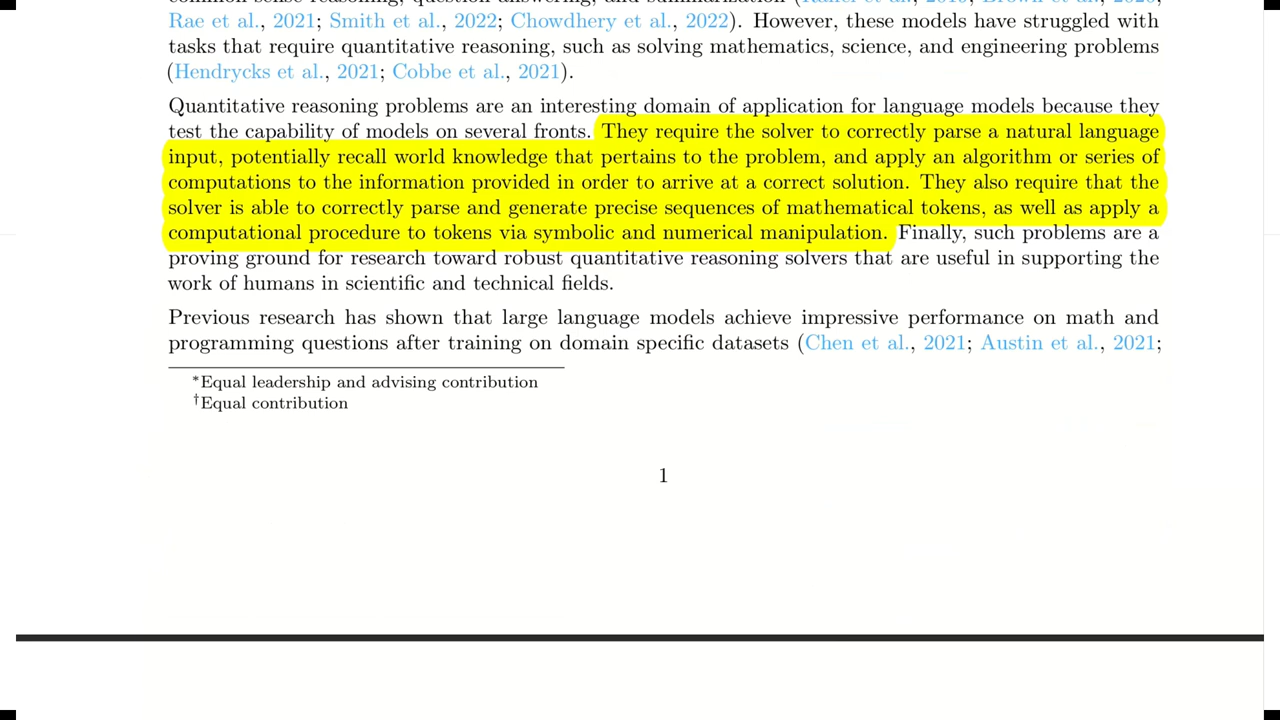 common sense reasoning, question answering, and summarization
Rae et al., 2021; Smith et al., 2022; Chowdhery et al., 2022). However, these models have struggled with
tasks that require quantitative reasoning, such as solving mathematics, science, and engineering problems
(Hendrycks et al., 2021; Cobbe et al., 2021).
Quantitative reasoning problems are an interesting domain of application for language models because they
test the capability of models on several fronts. They require the solver to correctly parse a natural language
input, potentially recall world knowledge that pertains to the problem, and apply an algorithm or series of
computations to the information provided in order to arrive at a correct solution. They also require that the
solver is able to correctly parse and generate precise sequences of mathematical tokens, as well as apply a
computational procedure to tokens via symbolic and numerical manipulation. Finally, such problems are a
proving ground for research toward robust quantitative reasoning solvers that are useful in supporting the
work of humans in scientific and technical fields.
Previous research has shown that large language models achieve impressive performance on math and
programming questions after training on domain specific datasets (Chen et al., 2021; Austin et al., 2021;
*Equal leadership and advising contribution
†Equal contribution
1